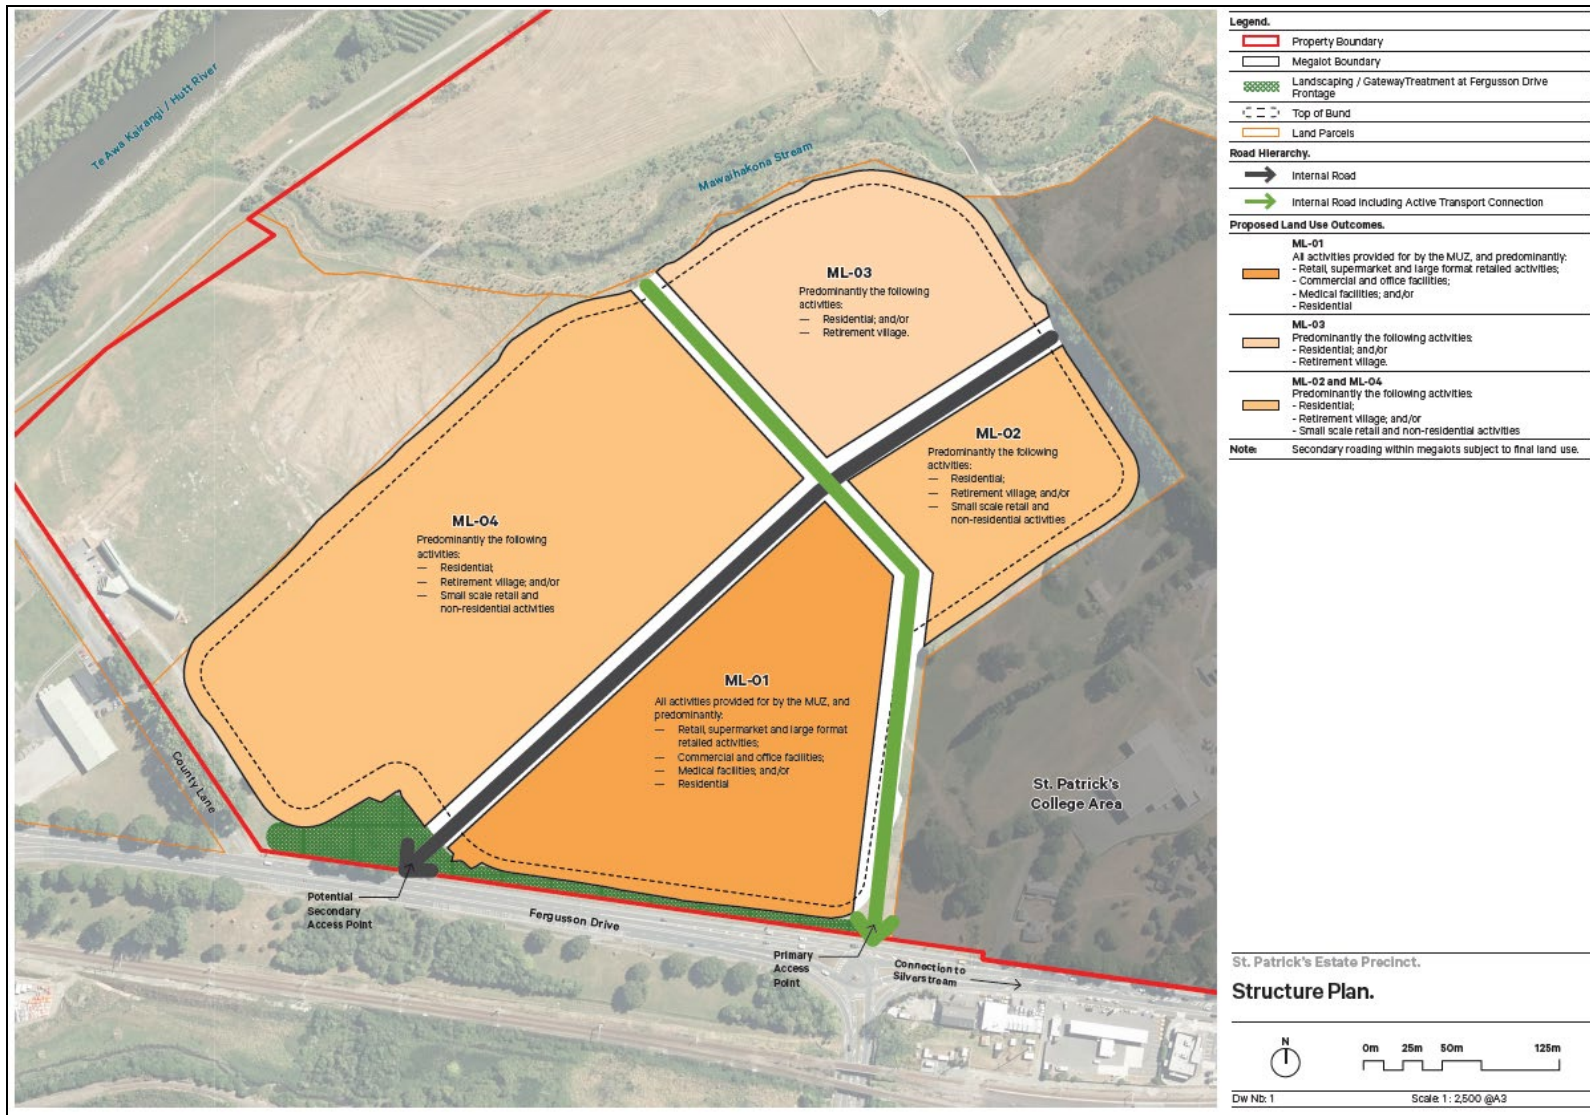 Te Awa Kairangi / Hutt River
Mawaihakona Stream
ML-03
Predominantly the following
activities:
— Residential; and/or
— Retirement village.
ML-02
Predominantly the following
activities:
— Residential;
— Retirement village; and/or
— Small scale retail and
non-residential activities
ML-04
Predominantly the following
activities:
— Residential;
— Retirement village; and/or
— Small scale retail and
non-residential activities
ML-01
All activities provided for by the MUZ, and
predominantly:
— Retail, supermarket and large format
retailed activities;
— Commercial and office facilities;
— Medical facilities; and/or
— Residential
County Lane
St. Patrick's
College Area
Potential
Secondary
Access Point
Fergusson Drive
Primary
Access
Point
Connection to
Silverstream
Legend.
Property Boundary
Megalot Boundary
Landscaping / GatewayTreatment at Fergusson Drive
Frontage
Top of Bund
Land Parcels
Road Hierarchy.
Internal Road
Internal Road Including Active Transport Connection
Proposed Land Use Outcomes.
ML-01
All activities provided for by the MUZ, and predominantly:
- Retail, supermarket and large format retailed activities;
- Commercial and office facilities;
- Medical facilities; and/or
- Residential
ML-03
Predominantly the following activities:
- Residential; and/or
- Retirement village.
ML-02 and ML-04
Predominantly the following activities:
- Residential;
- Retirement village; and/or
- Small scale retail and non-residential activities
Note: Secondary roading within megalots subject to final land use.
St. Patrick's Estate Precinct.
Structure Plan.
N
0m 25m 50m 125m
Dw Nb: 1 Scale: 1 : 2,500 @A3